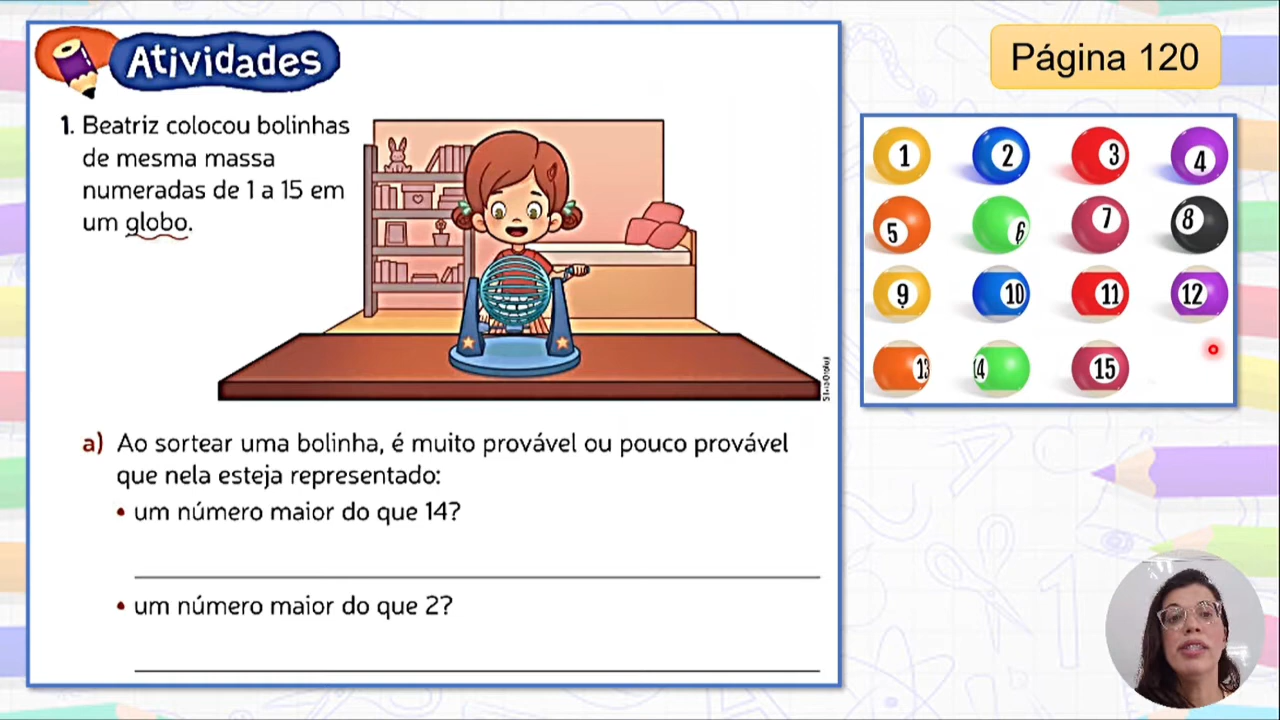 Atividades
Página 120
1. Beatriz colocou bolinhas
de mesma massa
numeradas de 1 a 15 em
um globo.
1 2 3 4
5 6 7 8
9 10 11 12
13 14 15
a) Ao sortear uma bolinha, é muito provável ou pouco provável
que nela esteja representado:
• um número maior do que 14?
• um número maior do que 2?